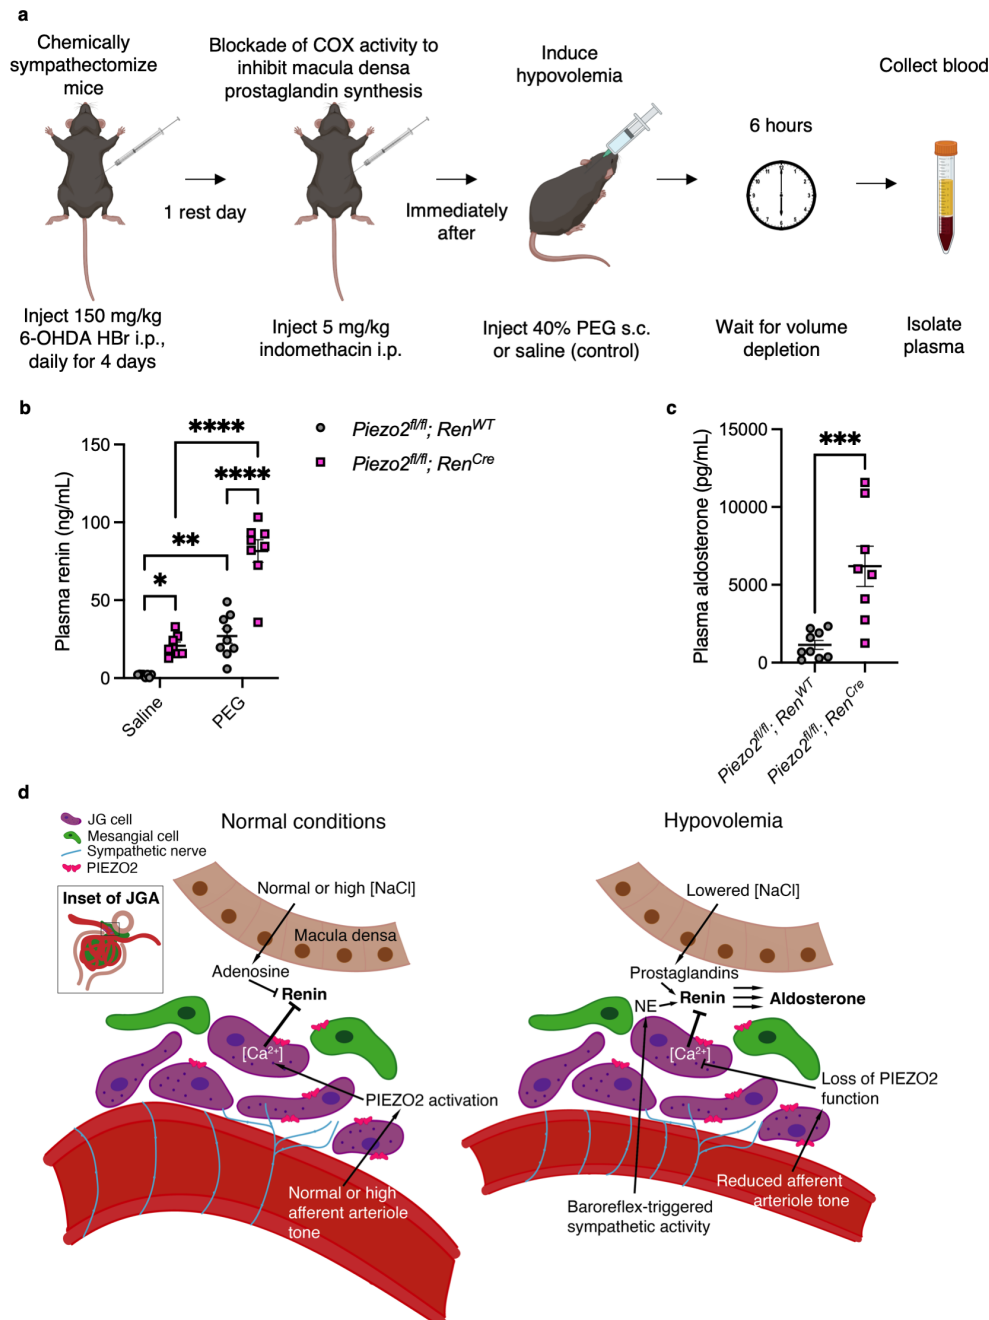 a
Chemically
sympathectomize
mice
Blockade of COX activity to
inhibit macula densa
prostaglandin synthesis
Induce
hypovolemia
Collect blood
6 hours
1 rest day
Immediately
after
Inject 150 mg/kg
6-OHDA HBr i.p.,
daily for 4 days
Inject 5 mg/kg
indomethacin i.p.
Inject 40% PEG s.c.
or saline (control)
Wait for volume
depletion
Isolate
plasma
b
Plasma renin (ng/mL)
150
100
50
0
****
****
**
*
Saline
PEG
Piezo2fl/fl; RenWT
Piezo2fl/fl; RenCre
c
Plasma aldosterone (pg/mL)
15000
10000
5000
0
***
Piezo2fl/fl; RenWT
Piezo2fl/fl; RenCre
d
JG cell
Mesangial cell
Sympathetic nerve
PIEZO2
Inset of JGA
Normal conditions
Normal or high [NaCl]
Macula densa
Adenosine
Renin
[Ca2+]
PIEZO2 activation
Normal or high
afferent arteriole
tone
Hypovolemia
Lowered [NaCl]
Prostaglandins
NE
Renin
Aldosterone
[Ca2+]
Loss of PIEZO2
function
Reduced afferent
arteriole tone
Baroreflex-triggered
sympathetic activity